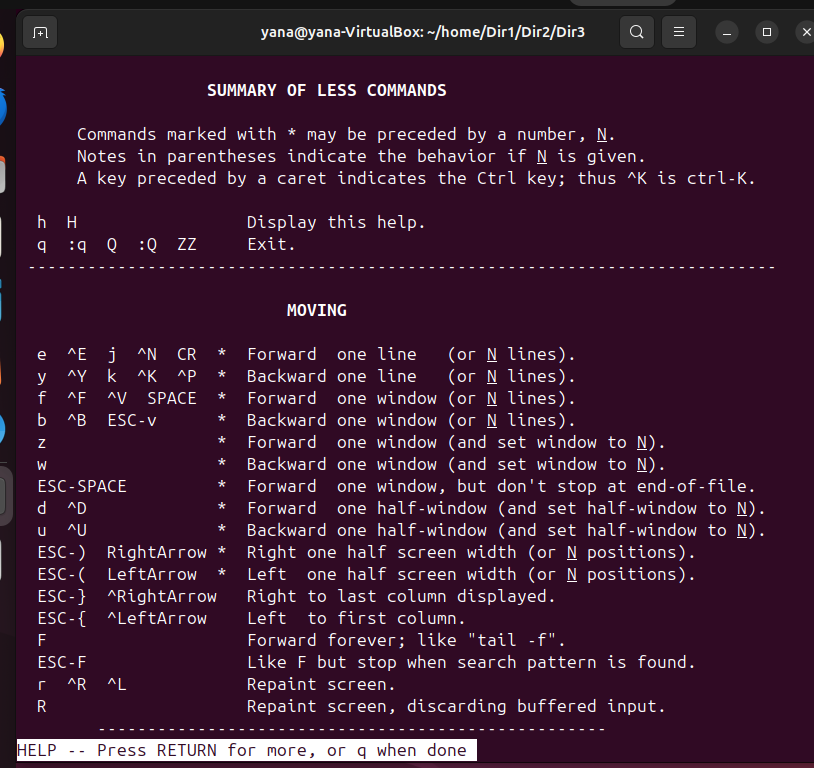 yana@yana-VirtualBox: ~/home/Dir1/Dir2/Dir3
SUMMARY OF LESS COMMANDS
Commands marked with * may be preceded by a number, N.
Notes in parentheses indicate the behavior if N is given.
A key preceded by a caret indicates the Ctrl key; thus ^K is ctrl-K.
h  H                 Display this help.
q  :q  Q  :Q  ZZ     Exit.
---------------------------------------------------------------------------
MOVING
e  ^E  j  ^N  CR  *  Forward  one line   (or N lines).
y  ^Y  k  ^K  ^P  *  Backward one line   (or N lines).
f  ^F  ^V  SPACE  *  Forward  one window (or N lines).
b  ^B  ESC-v      *  Backward one window (or N lines).
z                 *  Forward  one window (and set window to N).
w                 *  Backward one window (and set window to N).
ESC-SPACE         *  Forward  one window, but don't stop at end-of-file.
d  ^D             *  Forward  one half-window (and set half-window to N).
u  ^U             *  Backward one half-window (and set half-window to N).
ESC-)  RightArrow *  Right one half screen width (or N positions).
ESC-(  LeftArrow  *  Left  one half screen width (or N positions).
ESC-}  ^RightArrow   Right to last column displayed.
ESC-{  ^LeftArrow    Left  to first column.
F                    Forward forever; like "tail -f".
ESC-F                Like F but stop when search pattern is found.
r  ^R  ^L            Repaint screen.
R                    Repaint screen, discarding buffered input.
---------------------------------------------------
HELP -- Press RETURN for more, or q when done